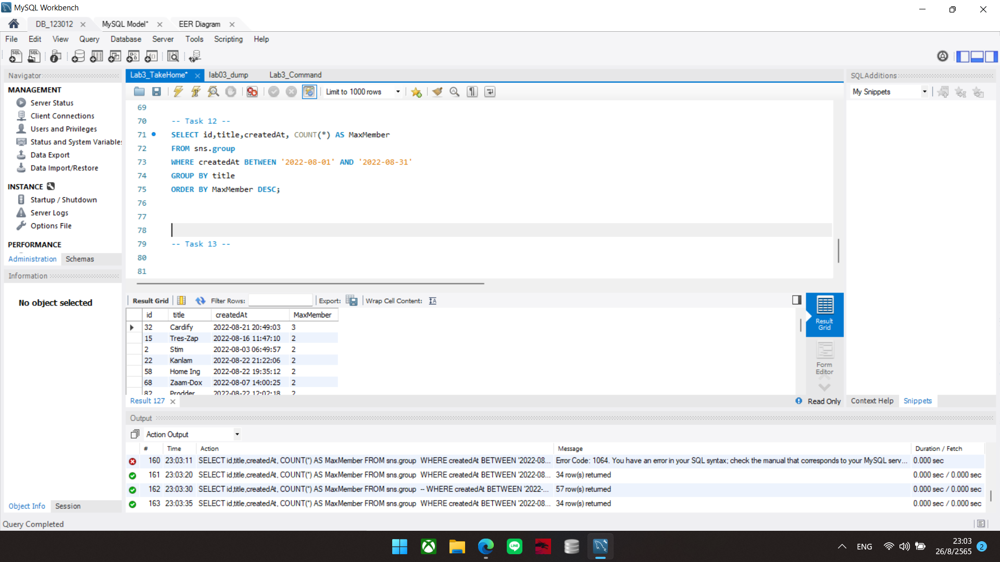 MySQL Workbench
DB_123012
MySQL Model*
EER Diagram
File Edit View Query Database Server Tools Scripting Help
Navigator
MANAGEMENT
Server Status
Client Connections
Users and Privileges
Status and System Variable
Data Export
Data Import/Restore
INSTANCE
Startup / Shutdown
Server Logs
Options File
PERFORMANCE
Administration Schemas
Information
No object selected
Object Info Session
Query Completed
Lab3_TakeHome* lab03_dump Lab3_Command
Limit to 1000 rows
69
70 -- Task 12 --
71 SELECT id,title,createdAt, COUNT(*) AS MaxMember
72 FROM sns.group
73 WHERE createdAt BETWEEN '2022-08-01' AND '2022-08-31'
74 GROUP BY title
75 ORDER BY MaxMember DESC;
76
77
78
79 -- Task 13 --
80
81
Result Grid Filter Rows: Export: Wrap Cell Content:
id title createdAt MaxMember
32 Cardify 2022-08-21 20:49:03 3
15 Tres-Zap 2022-08-16 11:47:10 2
2 Stim 2022-08-03 06:49:57 2
22 Kanlam 2022-08-22 21:22:06 2
58 Home Ing 2022-08-22 19:35:12 2
68 Zaam-Dox 2022-08-07 14:00:25 2
82 Prodder 2022-08-22 12:02:18 2
Result Grid
Form Editor
Result 127
Read Only
SQLAdditions
My Snippets
Context Help Snippets
Output
Action Output
# Time Action Message Duration / Fetch
160 23:03:11 SELECT id,title,createdAt, COUNT(*) AS MaxMember FROM sns.group WHERE createdAt BETWEEN '2022-08... Error Code: 1064. You have an error in your SQL syntax; check the manual that corresponds to your MySQL serv... 0.000 sec
161 23:03:20 SELECT id,title,createdAt, COUNT(*) AS MaxMember FROM sns.group WHERE createdAt BETWEEN '2022-08... 34 row(s) returned 0.000 sec / 0.000 sec
162 23:03:30 SELECT id,title,createdAt, COUNT(*) AS MaxMember FROM sns.group -- WHERE createdAt BETWEEN '2022-... 57 row(s) returned 0.000 sec / 0.000 sec
163 23:03:35 SELECT id,title,createdAt, COUNT(*) AS MaxMember FROM sns.group WHERE createdAt BETWEEN '2022-08... 34 row(s) returned 0.000 sec / 0.000 sec
LINE
ENG
23:03
26/8/2565
2